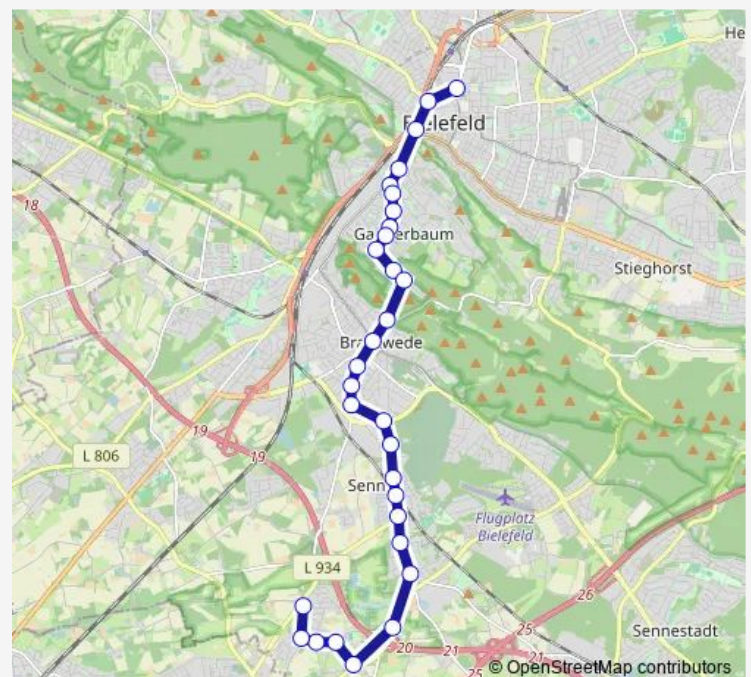 He
Bielefeld
18
Gadderbaum
Stieghorst
Brackwede
19
L 806
19
Senne
Flugplatz
Bielefeld
L 934
26
25
Sennestadt
20
21
21
25
© OpenStreetMap contributors